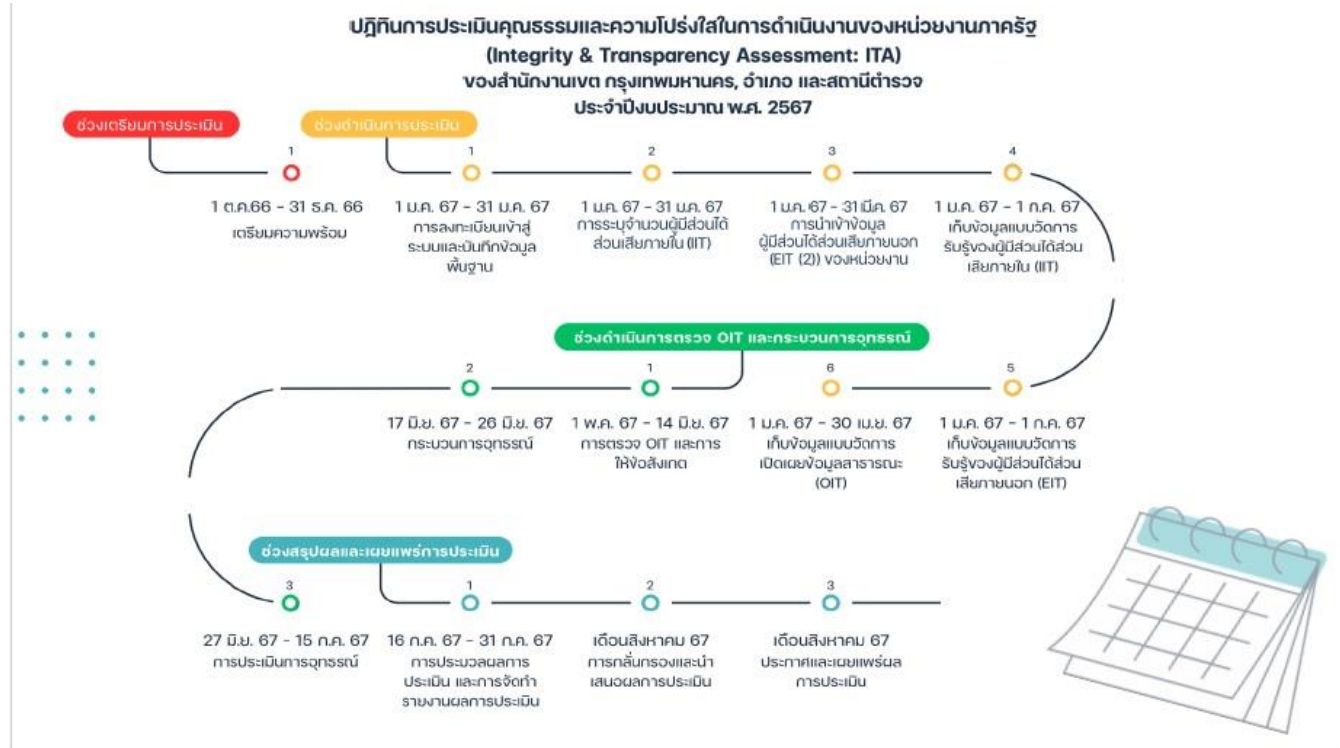 ปฏิทินการประเมินคุณธรรมและความโปร่งใสในการดำเนินงานของหน่วยงานภาครัฐ
(Integrity & Transparency Assessment: ITA)
ของสำนักงานเขต กรุงเทพมหานคร, อำเภอ และสถานีตำรวจ
ประจำปีงบประมาณ พ.ศ. 2567
ช่วงเตรียมการประเมิน
1
1 ต.ค.66 - 31 ธ.ค. 66
เตรียมความพร้อม
ช่วงดำเนินการประเมิน
1
1 ม.ค. 67 - 31 ม.ค. 67
การลงทะเบียนเข้าสู่
ระบบและบันทึกข้อมูล
พื้นฐาน
2
1 ม.ค. 67 - 31 ม.ค. 67
การระบุจำนวนผู้มีส่วนได้
ส่วนเสียภายใน (IIT)
3
1 ม.ค. 67 - 31 มี.ค. 67
การนำเข้าข้อมูล
ผู้มีส่วนได้ส่วนเสียภายนอก
(EIT (2)) ของหน่วยงาน
4
1 ม.ค. 67 - 1 ก.ค. 67
เก็บข้อมูลแบบวัดการ
รับรู้ของผู้มีส่วนได้ส่วน
เสียภายใน (IIT)
5
1 ม.ค. 67 - 1 ก.ค. 67
เก็บข้อมูลแบบวัดการ
รับรู้ของผู้มีส่วนได้ส่วน
เสียภายนอก (EIT)
6
1 ม.ค. 67 - 30 เม.ย. 67
เก็บข้อมูลแบบวัดการ
เปิดเผยข้อมูลสาธารณะ
(OIT)
ช่วงดำเนินการตรวจ OIT และกระบวนการอุทธรณ์
1
1 พ.ค. 67 - 14 มิ.ย. 67
การตรวจ OIT และการ
ให้ข้อสังเกต
2
17 มิ.ย. 67 - 26 มิ.ย. 67
กระบวนการอุทธรณ์
3
27 มิ.ย. 67 - 15 ก.ค. 67
การประเมินการอุทธรณ์
ช่วงสรุปผลและเผยแพร่การประเมิน
1
16 ก.ค. 67 - 31 ก.ค. 67
การประมวลผลการ
ประเมิน และการจัดทำ
รายงานผลการประเมิน
2
เดือนสิงหาคม 67
การกลั่นกรองและนำ
เสนอผลการประเมิน
3
เดือนสิงหาคม 67
ประกาศและเผยแพร่ผล
การประเมิน